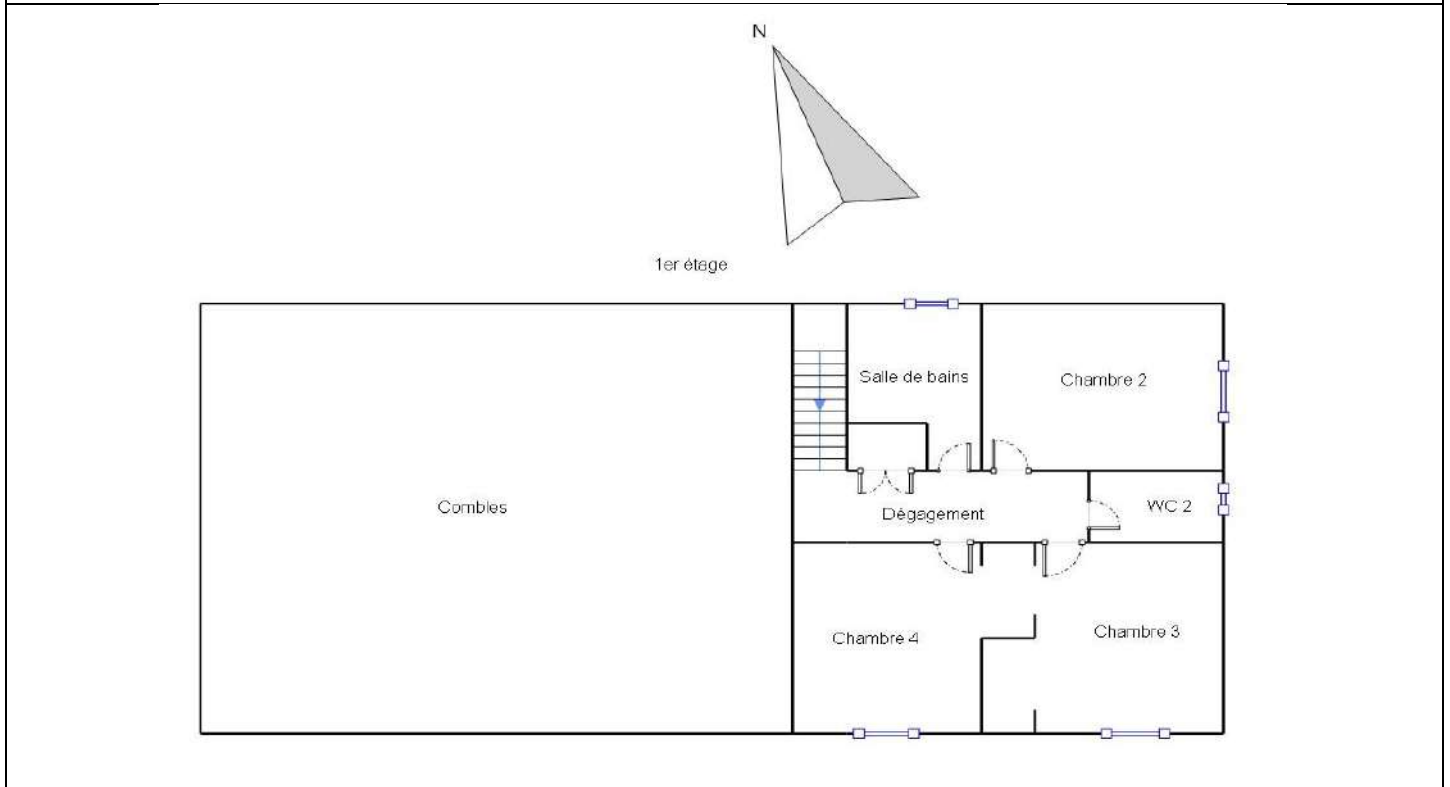 N
1er étage
Salle de bains
Chambre 2
Combles
Dégagement
WC 2
Chambre 4
Chambre 3